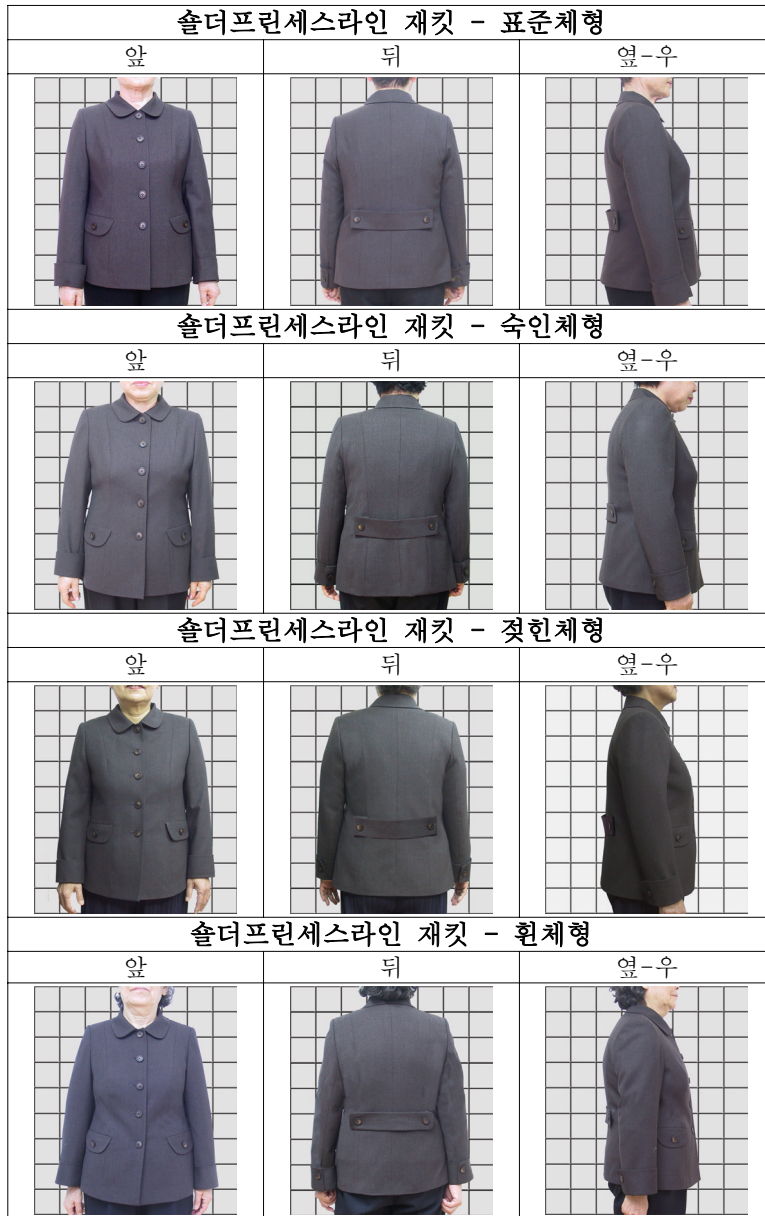 숄더프린세스라인 재킷 - 표준체형
앞 뒤 옆-우
숄더프린세스라인 재킷 - 숙인체형
앞 뒤 옆-우
숄더프린세스라인 재킷 - 젖힌체형
앞 뒤 옆-우
숄더프린세스라인 재킷 - 휜체형
앞 뒤 옆-우